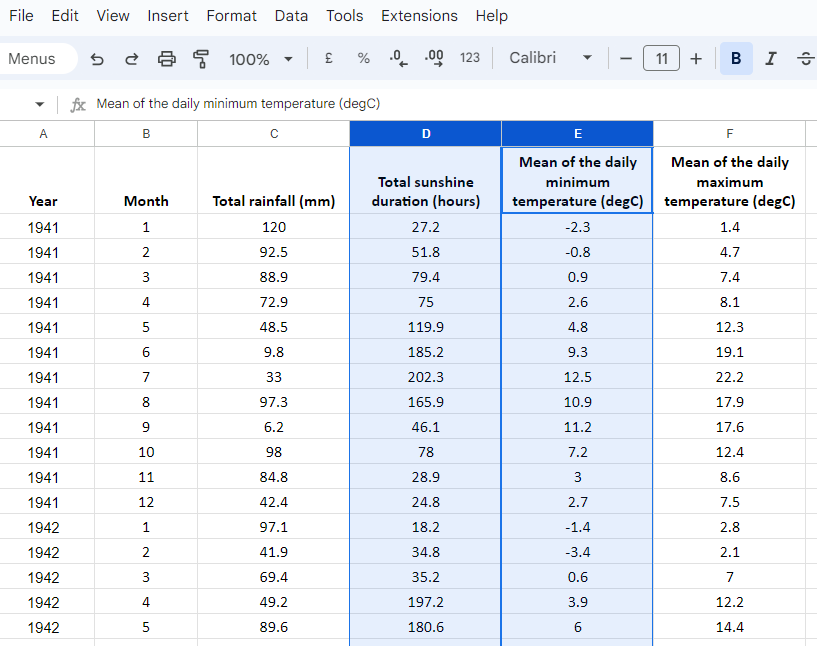 File Edit View Insert Format Data Tools Extensions Help
Menus 100% £ % .0 .00 123 Calibri 11 B I S
fx Mean of the daily minimum temperature (degC)
A B C D E F
Year Month Total rainfall (mm) Total sunshine duration (hours) Mean of the daily minimum temperature (degC) Mean of the daily maximum temperature (degC)
1941 1 120 27.2 -2.3 1.4
1941 2 92.5 51.8 -0.8 4.7
1941 3 88.9 79.4 0.9 7.4
1941 4 72.9 75 2.6 8.1
1941 5 48.5 119.9 4.8 12.3
1941 6 9.8 185.2 9.3 19.1
1941 7 33 202.3 12.5 22.2
1941 8 97.3 165.9 10.9 17.9
1941 9 6.2 46.1 11.2 17.6
1941 10 98 78 7.2 12.4
1941 11 84.8 28.9 3 8.6
1941 12 42.4 24.8 2.7 7.5
1942 1 97.1 18.2 -1.4 2.8
1942 2 41.9 34.8 -3.4 2.1
1942 3 69.4 35.2 0.6 7
1942 4 49.2 197.2 3.9 12.2
1942 5 89.6 180.6 6 14.4